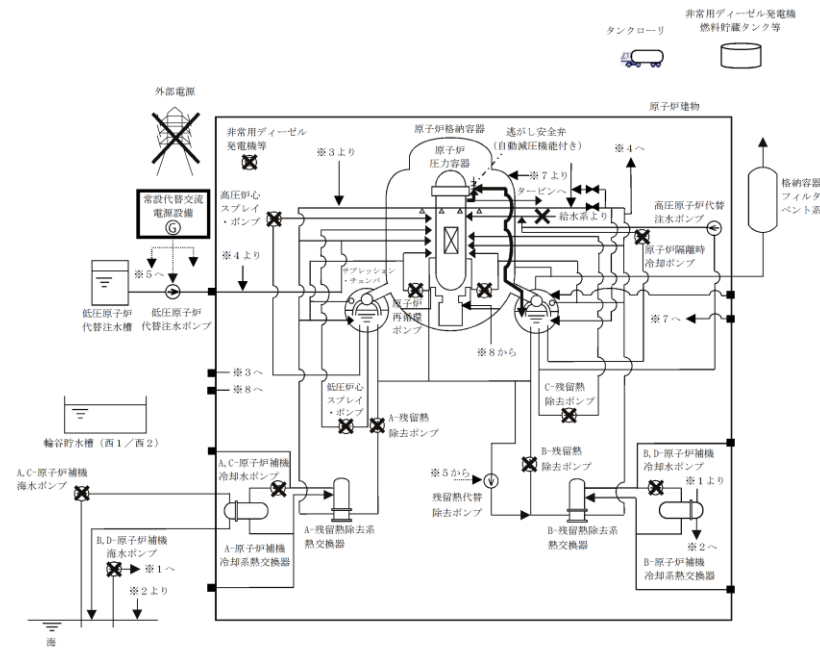 非常用ディーゼル発電機
燃料貯蔵タンク等
タンクローリ
外部電源
原子炉建物
非常用ディーゼル
発電機等
原子炉格納容器
原子炉
圧力容器
逃がし安全弁
(自動減圧機能付き)
※3より
※7より
※4へ
タービンへ
格納容器
フィルタ
ベント系
常設代替交流
電源設備
G
高圧炉心
スプレイ
・ポンプ
給水系より
高圧原子炉代替
注水ポンプ
原子炉隔離時
冷却ポンプ
※5へ
※4より
サプレッション
・チェンバ
低圧原子炉
代替注水槽
低圧原子炉
代替注水ポンプ
原子炉
再循環
ポンプ
※7へ
※8から
※3へ
※8へ
低圧炉心
スプレイ
・ポンプ
A-残留熱
除去ポンプ
C-残留熱
除去ポンプ
輪谷貯水槽(西1/西2)
B-残留熱
除去ポンプ
A,C-原子炉補機
海水ポンプ
A,C-原子炉補機
冷却水ポンプ
※5から
残留熱代替
除去ポンプ
B,D-原子炉補機
冷却水ポンプ
※1より
A-残留熱除去系
熱交換器
B-残留熱除去系
熱交換器
B,D-原子炉補機
海水ポンプ
※1へ
※2より
A-原子炉補機
冷却系熱交換器
※2へ
B-原子炉補機
冷却系熱交換器
海